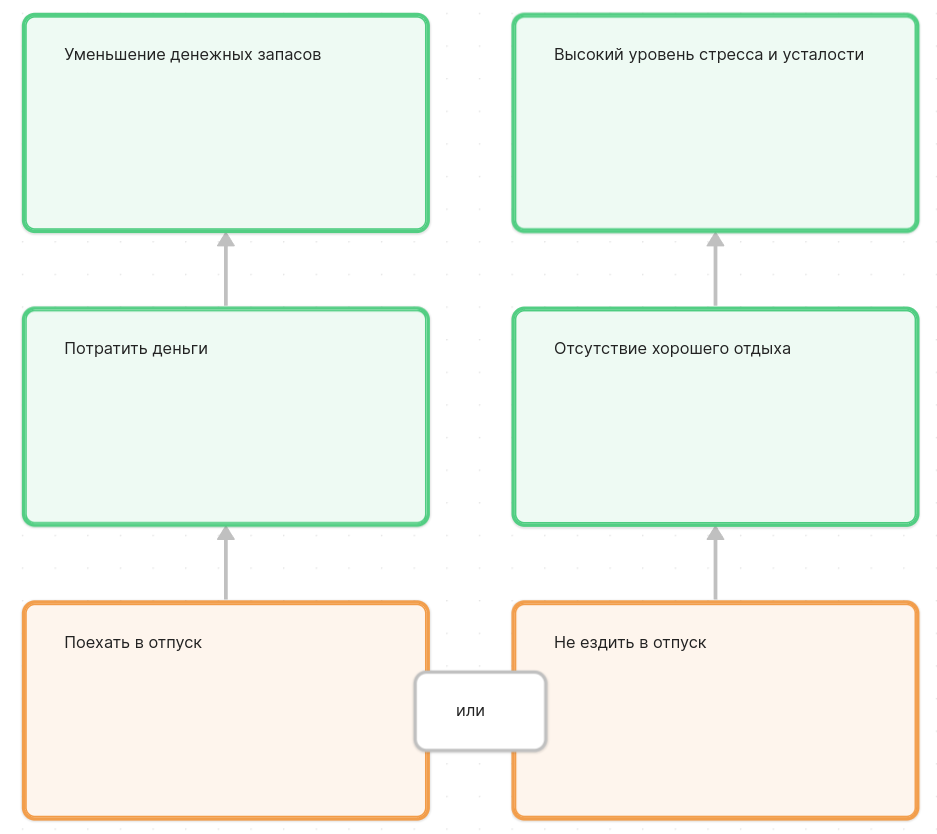 Уменьшение денежных запасов
Высокий уровень стресса и усталости
Потратить деньги
Отсутствие хорошего отдыха
Поехать в отпуск
Не ездить в отпуск
или